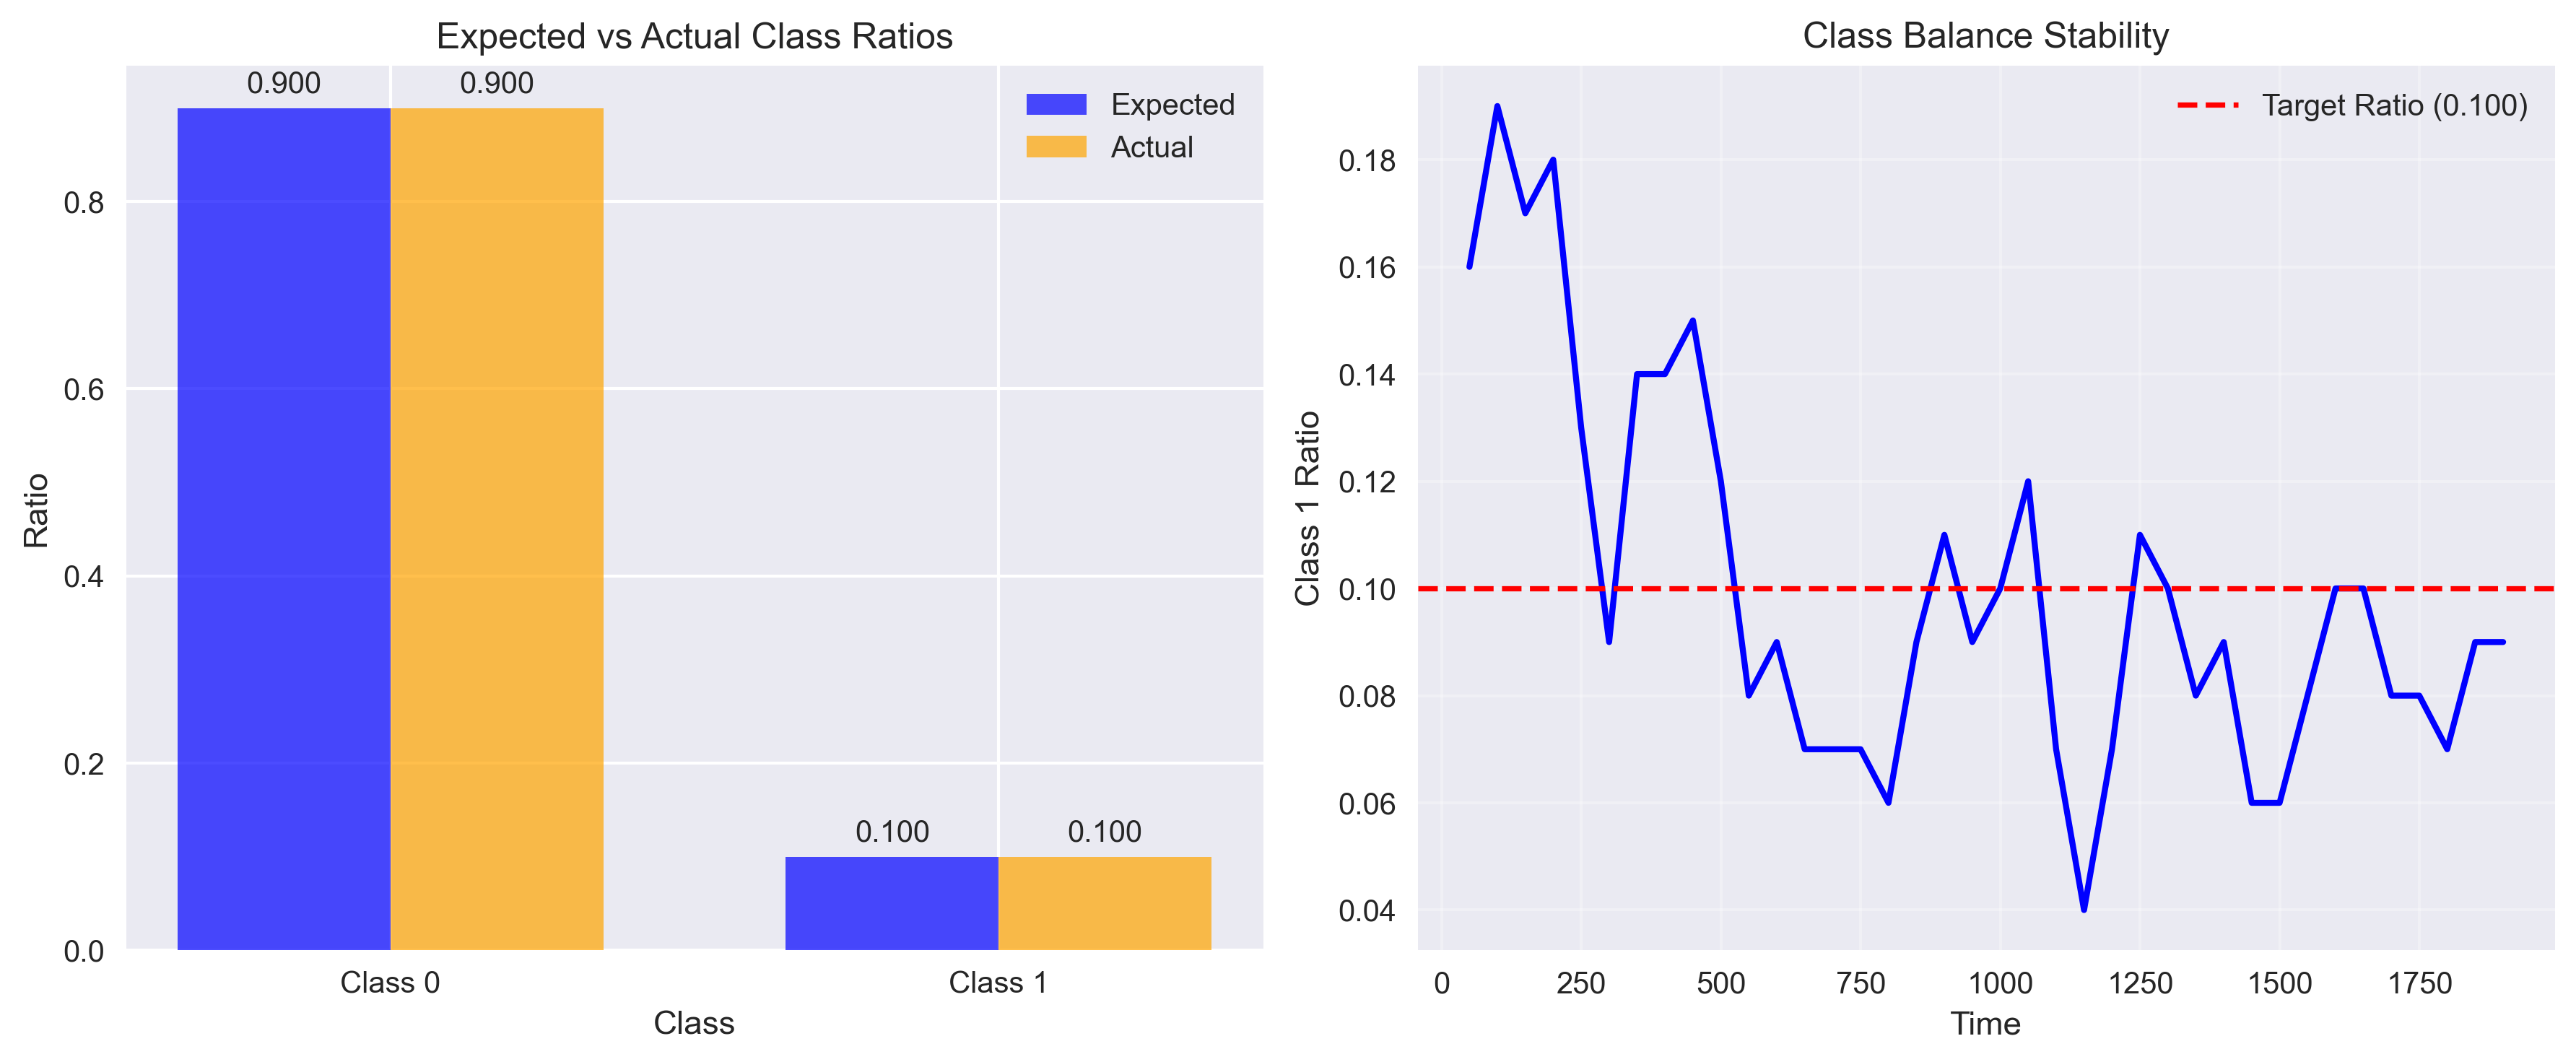 Expected vs Actual Class Ratios
0.900
0.900
Expected
Actual
0.8
0.6
0.4
0.2
0.0
0.100
0.100
Ratio
Class 0
Class 1
Class
Class Balance Stability
Target Ratio (0.100)
0.18
0.16
0.14
0.12
0.10
0.08
0.06
0.04
Class 1 Ratio
0
250
500
750
1000
1250
1500
1750
Time